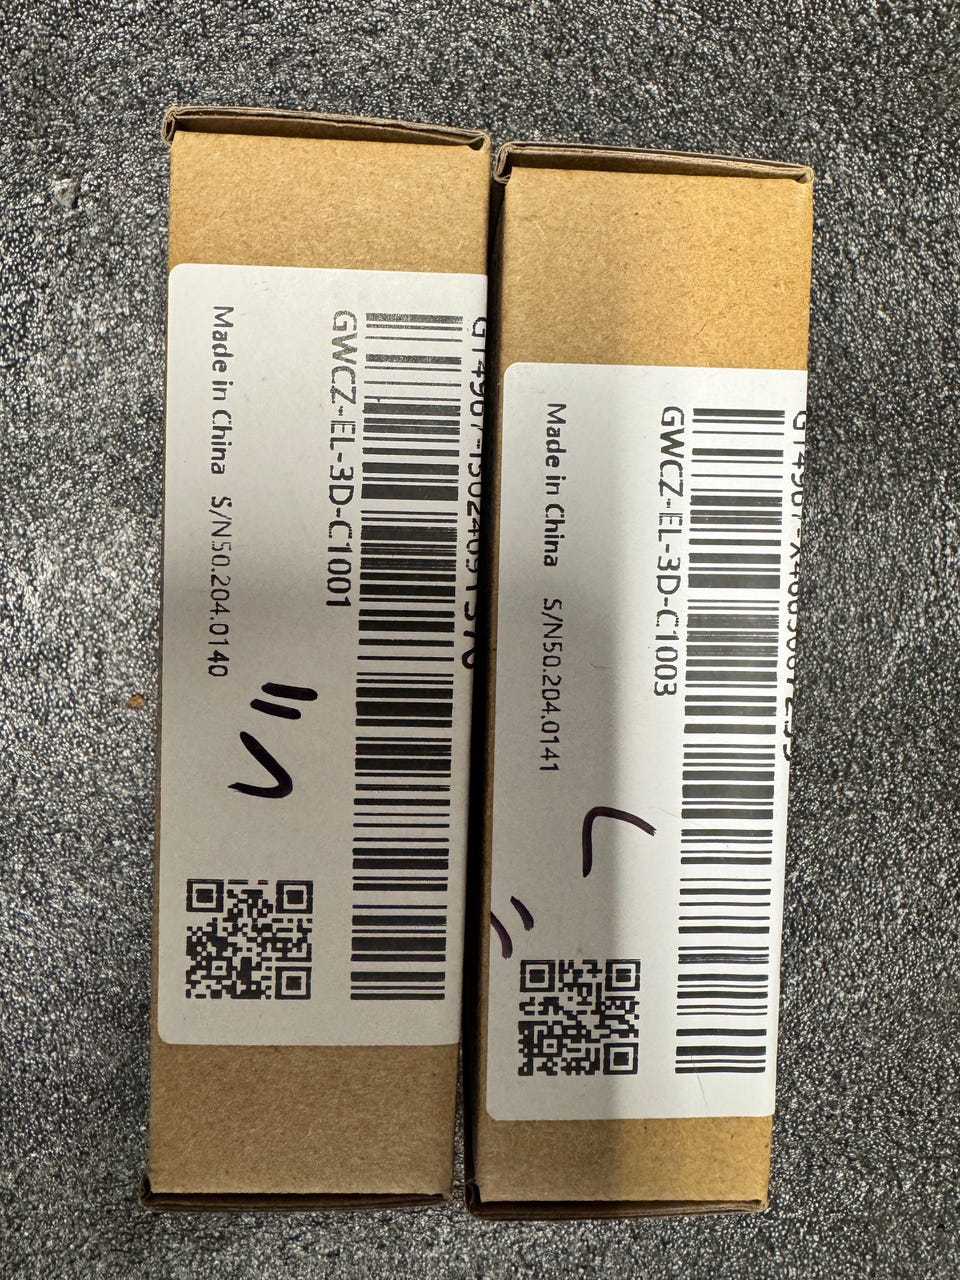 GWCZ-EL-3D-C1001
Made in China S/N50.204.0140
GWCZ-EL-3D-C1003
Made in China S/N50.204.0141